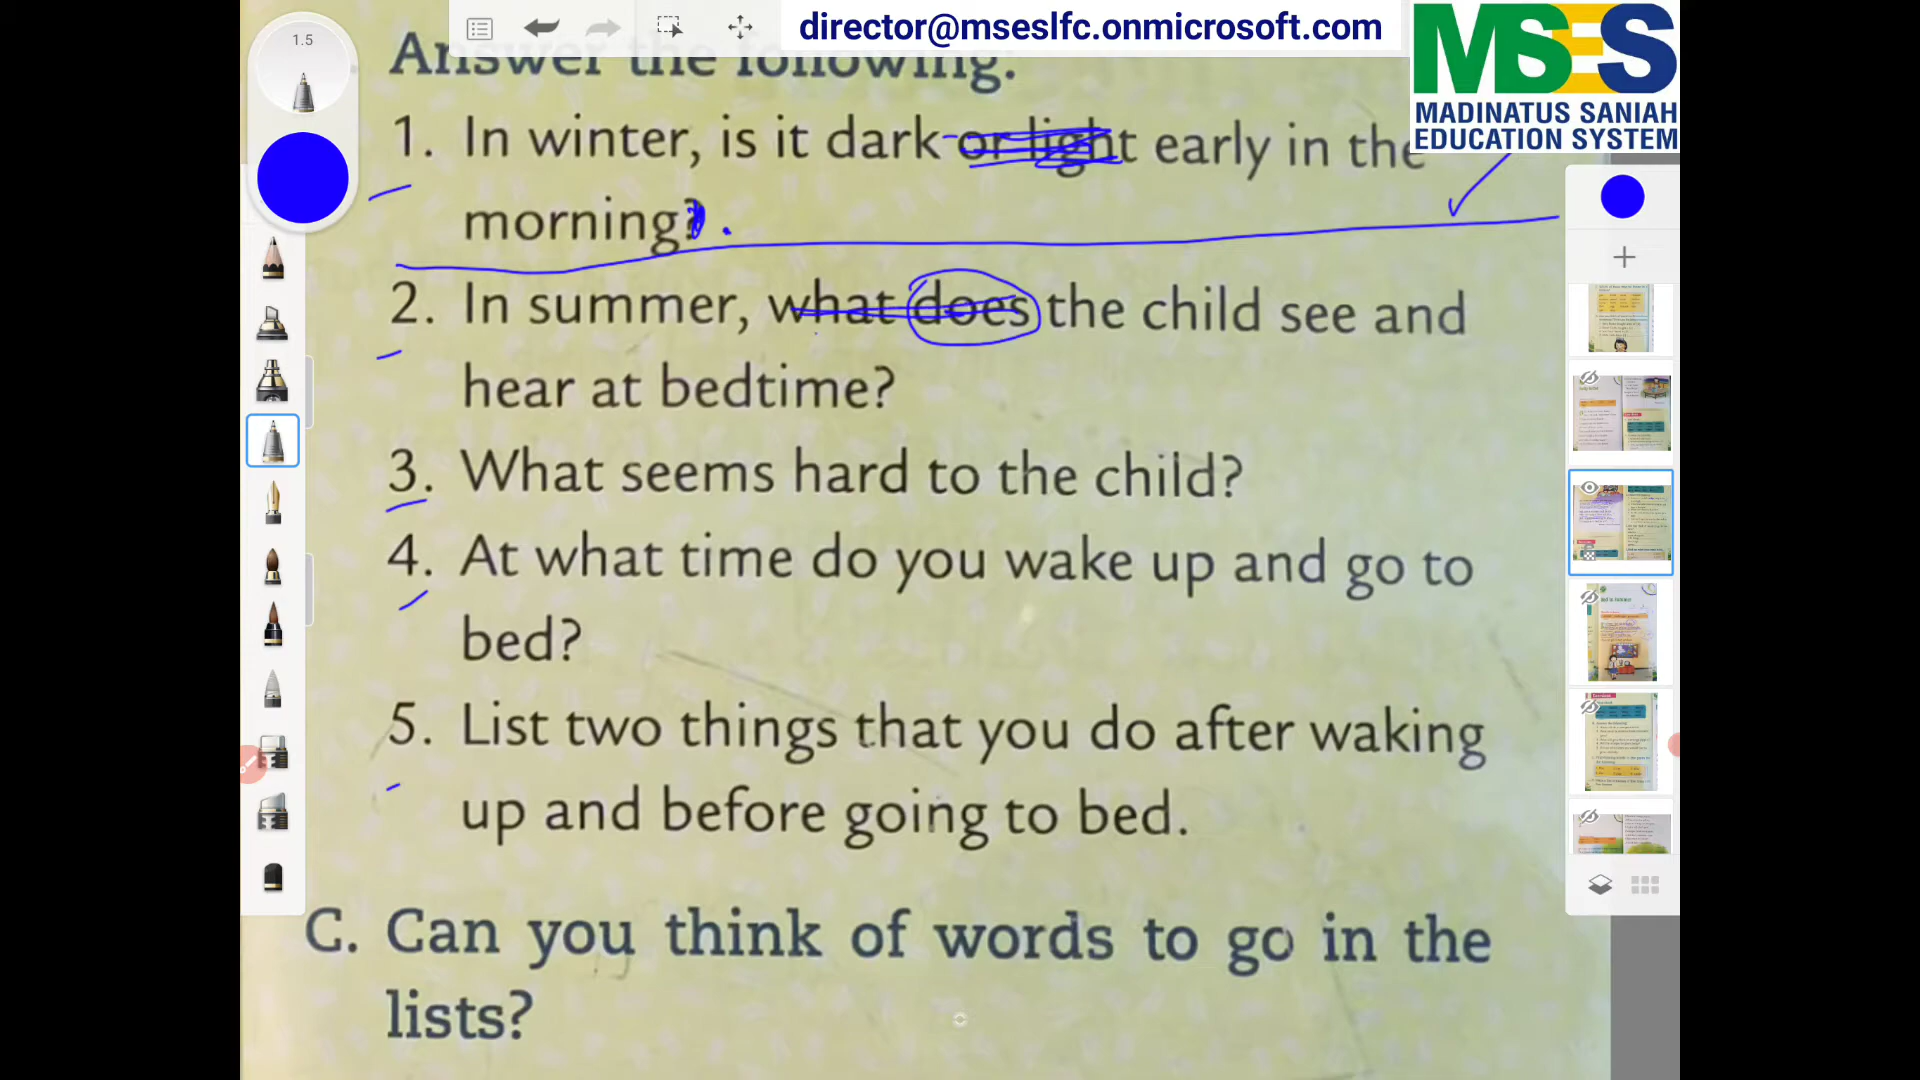 1.5
director@mseslfc.onmicrosoft.com
MSES
MADINATUS SANIAH
EDUCATION SYSTEM
Answer the following.
1. In winter, is it dark or light early in the
morning?
2. In summer, what does the child see and
hear at bedtime?
3. What seems hard to the child?
4. At what time do you wake up and go to
bed?
5. List two things that you do after waking
up and before going to bed.
C. Can you think of words to go in the
lists?